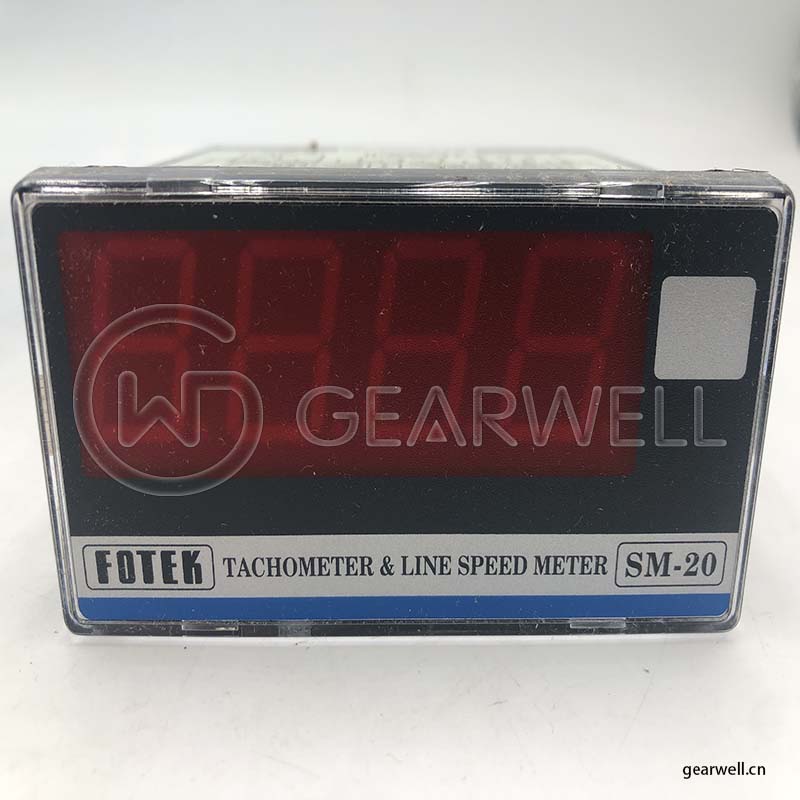 GEARWELL
FOTEK TACHOMETER & LINE SPEED METER SM-20
gearwell.cn